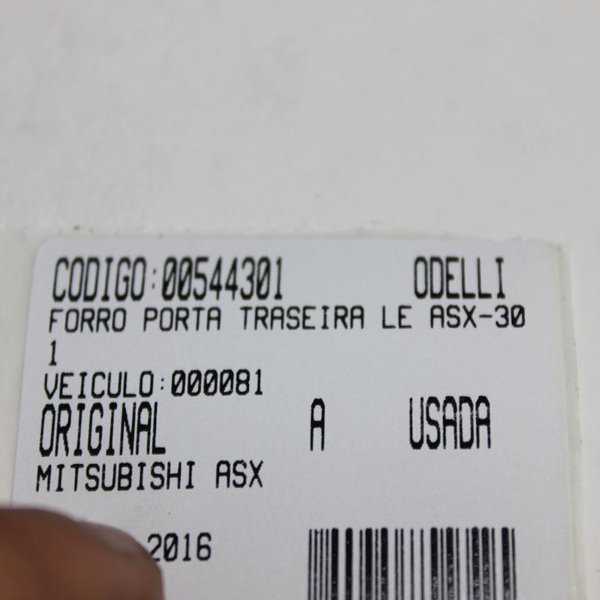 CODIGO:00544301 ODELLI
FORRO PORTA TRASEIRA LE ASX-30
1
VEICULO:000081
ORIGINAL A USADA
MITSUBISHI ASX
2016